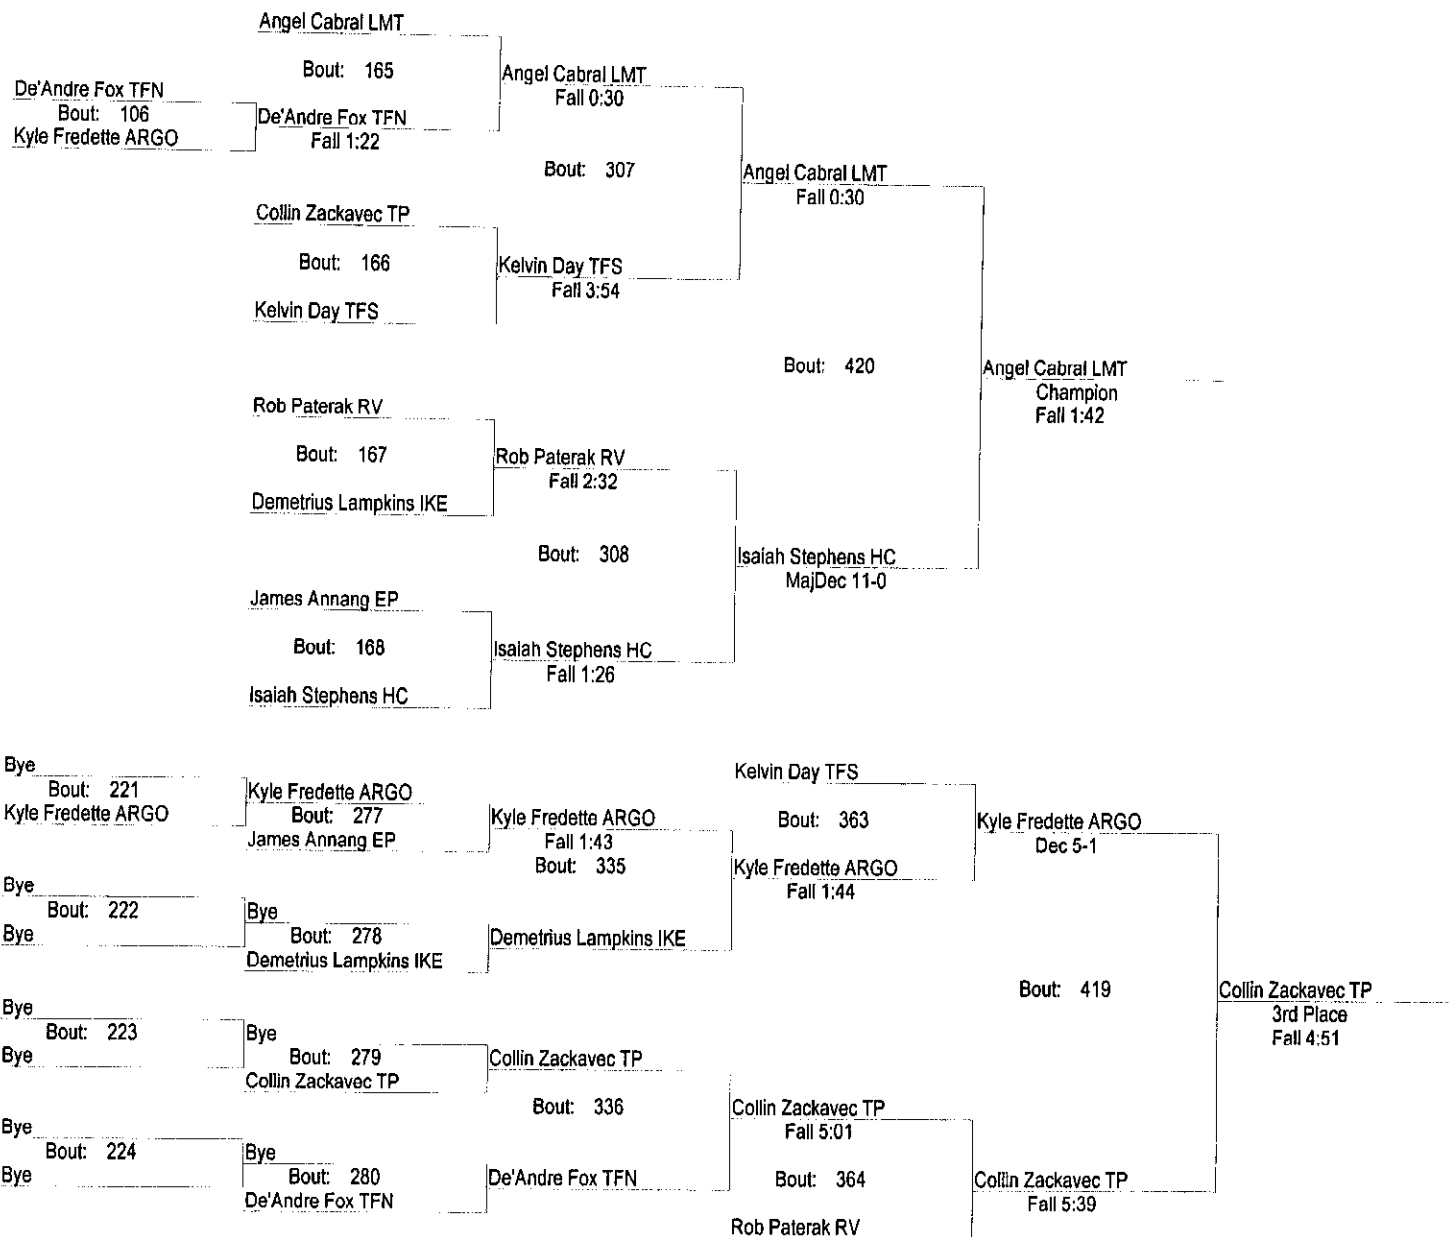 Angel Cabral LMT
Bout: 165
De'Andre Fox TFN
Bout: 106
Kyle Fredette ARGO
De'Andre Fox TFN
Fall 1:22
Angel Cabral LMT
Fall 0:30
Bout: 307
Collin Zackavec TP
Bout: 166
Kelvin Day TFS
Kelvin Day TFS
Fall 3:54
Angel Cabral LMT
Fall 0:30
Bout: 420
Angel Cabral LMT
Champion
Fall 1:42
Rob Paterak RV
Bout: 167
Demetrius Lampkins IKE
Rob Paterak RV
Fall 2:32
Bout: 308
Isaiah Stephens HC
MajDec 11-0
James Annang EP
Bout: 168
Isaiah Stephens HC
Isaiah Stephens HC
Fall 1:26
Bye
Bout: 221
Kyle Fredette ARGO
Kyle Fredette ARGO
Bout: 277
James Annang EP
Kyle Fredette ARGO
Fall 1:43
Bout: 335
Kelvin Day TFS
Bout: 363
Kyle Fredette ARGO
Fall 1:44
Kyle Fredette ARGO
Dec 5-1
Bye
Bout: 222
Bye
Bye
Bout: 278
Demetrius Lampkins IKE
Demetrius Lampkins IKE
Bout: 419
Collin Zackavec TP
3rd Place
Fall 4:51
Bye
Bout: 223
Bye
Bye
Bout: 279
Collin Zackavec TP
Collin Zackavec TP
Bout: 336
Collin Zackavec TP
Fall 5:01
Bye
Bout: 224
Bye
Bye
Bout: 280
De'Andre Fox TFN
De'Andre Fox TFN
Bout: 364
Rob Paterak RV
Collin Zackavec TP
Fall 5:39